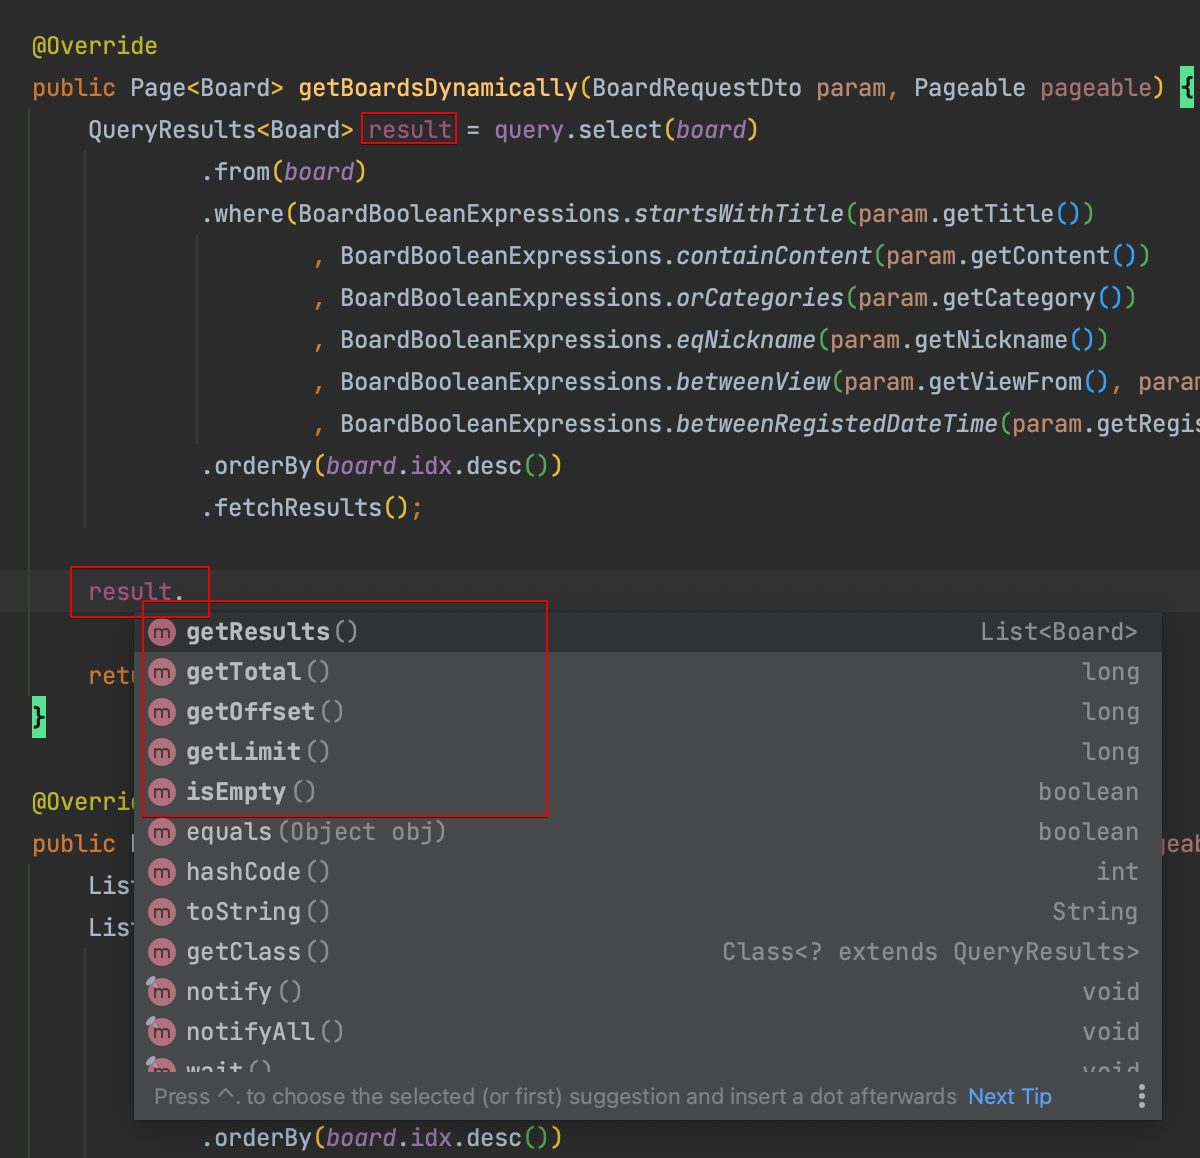 @Override
public Page<Board> getBoardsDynamically(BoardRequestDto param, Pageable pageable) {
QueryResults<Board> result = query.select(board)
.from(board)
.where(BoardBooleanExpressions.startsWithTitle(param.getTitle())
, BoardBooleanExpressions.containContent(param.getContent())
, BoardBooleanExpressions.orCategories(param.getCategory())
, BoardBooleanExpressions.eqNickname(param.getNickname())
, BoardBooleanExpressions.betweenView(param.getViewFrom(), param
, BoardBooleanExpressions.betweenRegistedDateTime(param.getRegis
.orderBy(board.idx.desc())
.fetchResults();
result.
m getResults() List<Board>
m getTotal() long
retu
m getOffset() long
}
m getLimit() long
m isEmpty() boolean
@Overri
m equals(Object obj) boolean
public
geab
m hashCode() int
List
m toString() String
List
m getClass() Class<? extends QueryResults>
m notify() void
m notifyAll() void
m wait() void
Press ^. to choose the selected (or first) suggestion and insert a dot afterwards Next Tip
.orderBy(board.idx.desc())